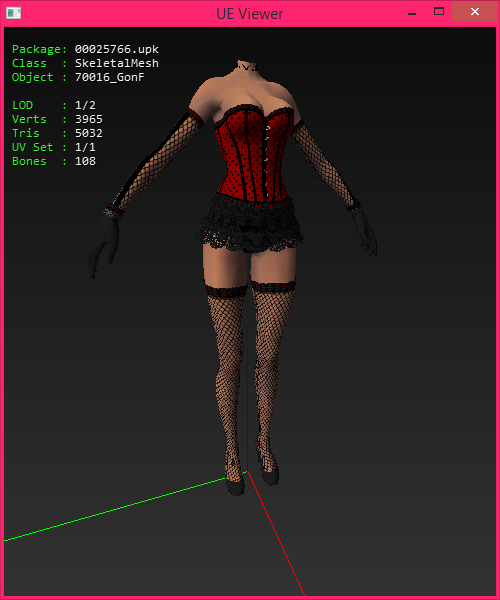 UE Viewer
Package: 00025766.upk
Class  : SkeletalMesh
Object : 70016_GonF
LOD    : 1/2
Verts  : 3965
Tris   : 5032
UV Set : 1/1
Bones  : 108